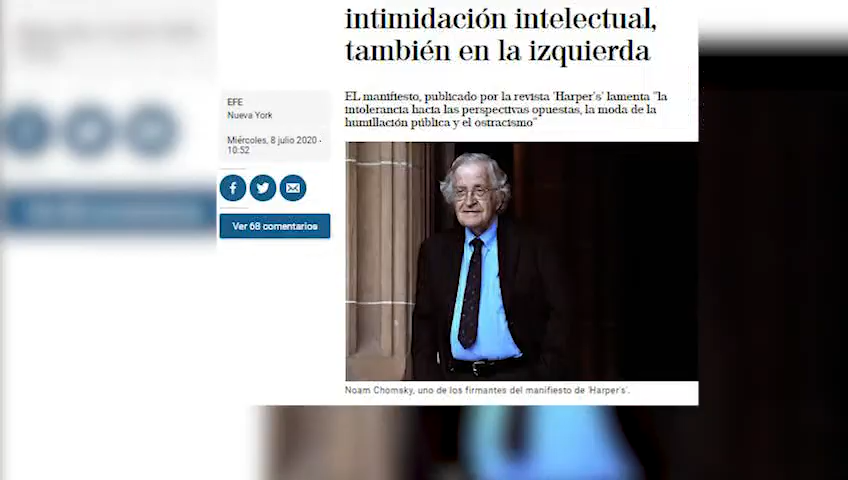 intimidación intelectual,
también en la izquierda
EL manifiesto, publicado por la revista 'Harper's' lamenta "la
intolerancia hacia las perspectivas opuestas, la moda de la
humillación pública y el ostracismo"
EFE
Nueva York
Miércoles, 8 julio 2020 -
10:52
Ver 68 comentarios
Noam Chomsky, uno de los firmantes del manifiesto de 'Harper's'.